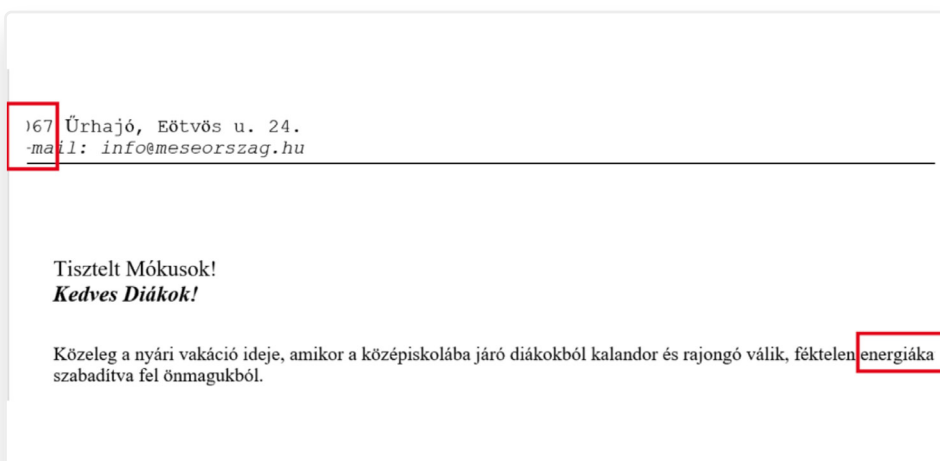 67 Űrhajó, Eötvös u. 24.
-mail: info@meseorszag.hu
Tisztelt Mókusok!
Kedves Diákok!
Közeleg a nyári vakáció ideje, amikor a középiskolába járó diákokból kalandor és rajongó válik, féktelen energiáka
szabadítva fel önmagukból.